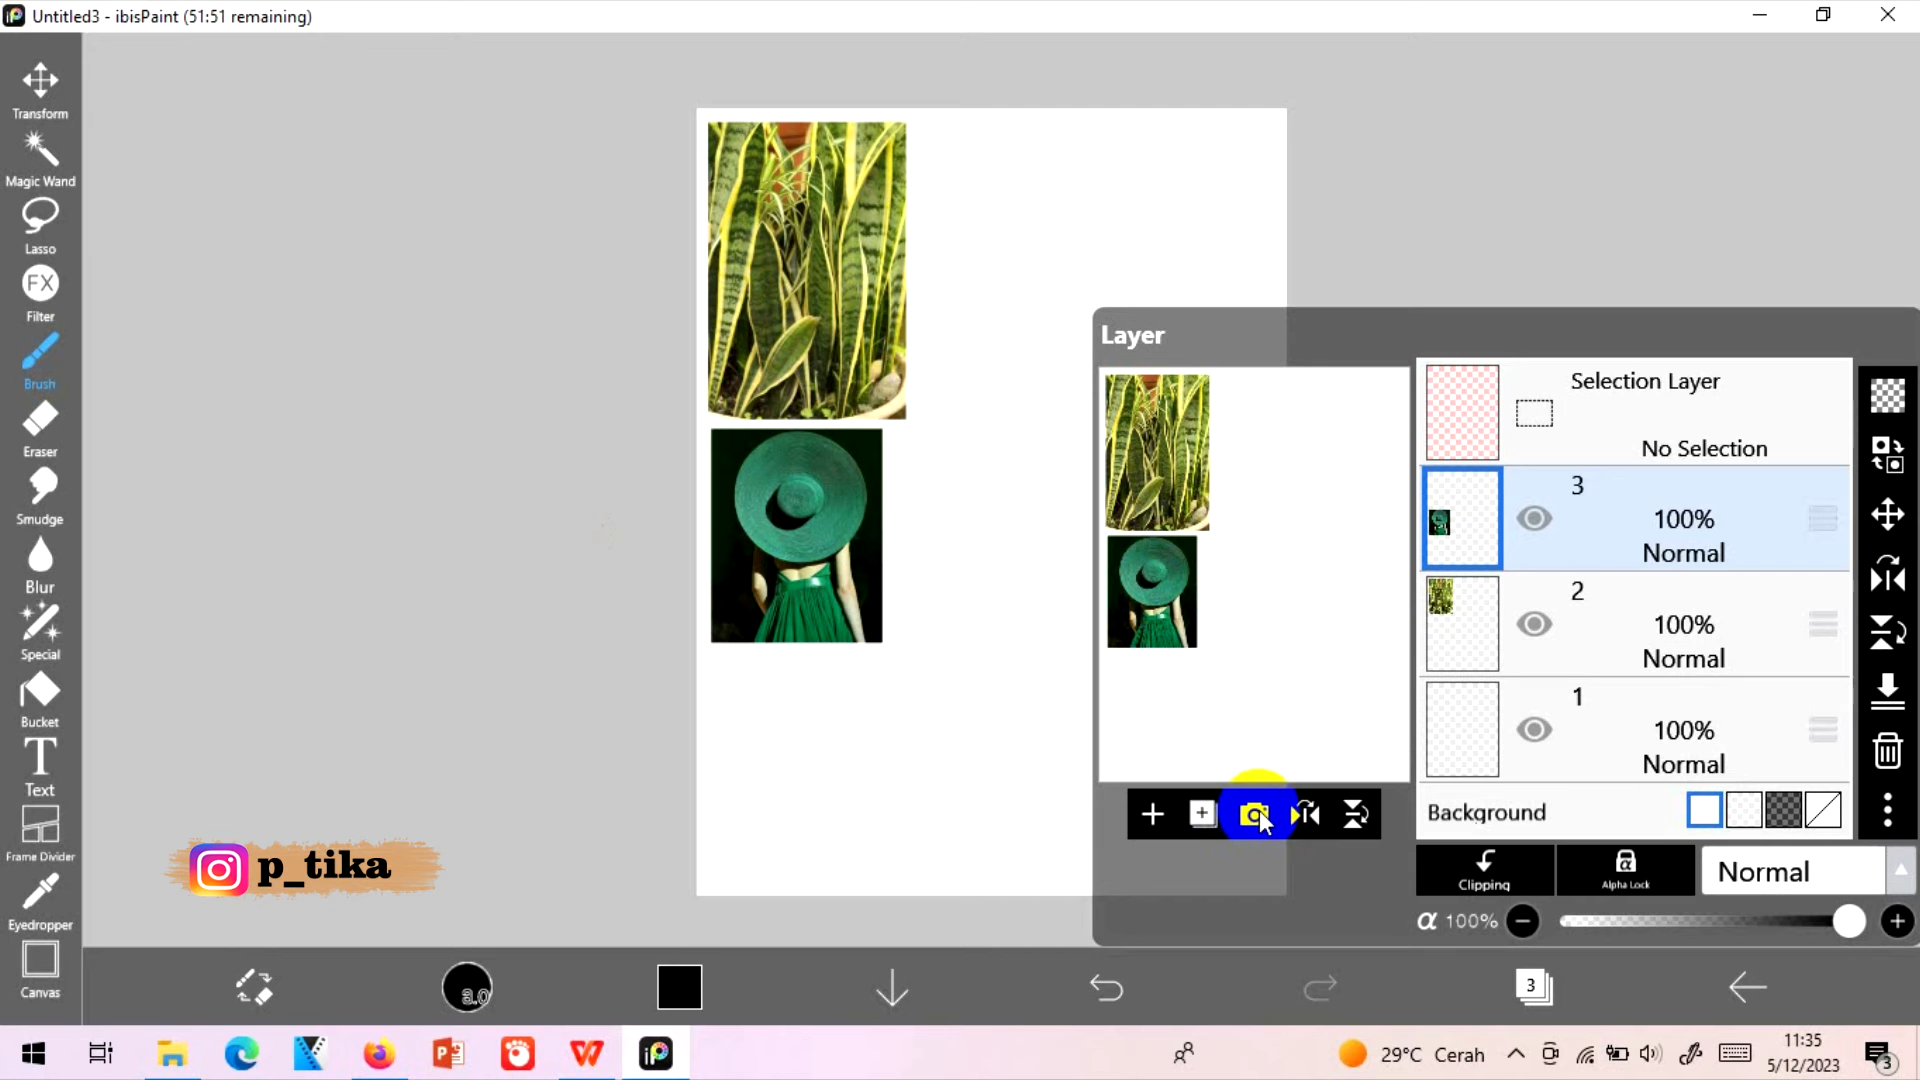 Untitled3 - ibisPaint (51:51 remaining)
Transform
Magic Wand
Lasso
FX
Filter
Brush
Eraser
Smudge
Blur
Special
Bucket
Text
Frame Divider
Eyedropper
Canvas
p_tika
Layer
Selection Layer
No Selection
3
100%
Normal
2
100%
Normal
1
100%
Normal
Background
Clipping
Alpha Lock
Normal
α 100%
3
29°C Cerah
11:35
5/12/2023
3